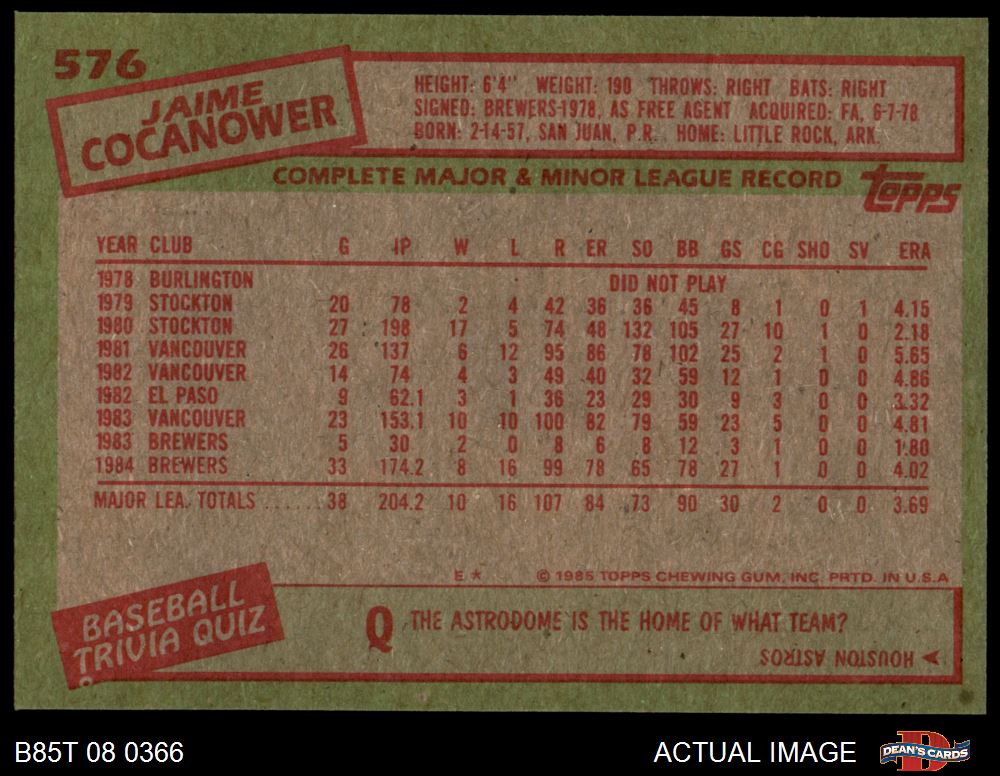 576
JAIME
COCANOWER
HEIGHT: 6'4" WEIGHT: 190 THROWS: RIGHT BATS: RIGHT
SIGNED: BREWERS-1978, AS FREE AGENT ACQUIRED: FA, 6-7-78
BORN: 2-14-57, SAN JUAN, P.R. HOME: LITTLE ROCK, ARK.
COMPLETE MAJOR & MINOR LEAGUE RECORD
Topps
YEAR CLUB G IP W L R ER SO BB GS CG SHO SV ERA
1978 BURLINGTON DID NOT PLAY
1979 STOCKTON 20 78 2 4 42 36 36 45 8 1 0 1 4.15
1980 STOCKTON 27 198 17 5 74 48 132 105 27 10 1 0 2.18
1981 VANCOUVER 26 137 6 12 95 86 78 102 25 2 1 0 5.65
1982 VANCOUVER 14 74 4 3 49 40 32 59 12 1 0 0 4.86
1982 EL PASO 9 62.1 3 1 36 23 29 30 9 3 0 0 3.32
1983 VANCOUVER 23 153.1 10 10 100 82 79 59 23 5 0 0 4.81
1983 BREWERS 5 30 2 0 8 6 8 12 3 1 0 0 1.80
1984 BREWERS 33 174.2 8 16 99 78 65 78 27 1 0 0 4.02
MAJOR LEA. TOTALS ...... 38 204.2 10 16 107 84 73 90 30 2 0 0 3.69
E * © 1985 TOPPS CHEWING GUM, INC. PRTD. IN U.S.A
BASEBALL
TRIVIA QUIZ
Q THE ASTRODOME IS THE HOME OF WHAT TEAM?
HOUSTON ASTROS
B85T 08 0366
ACTUAL IMAGE
D
DEAN'S CARDS